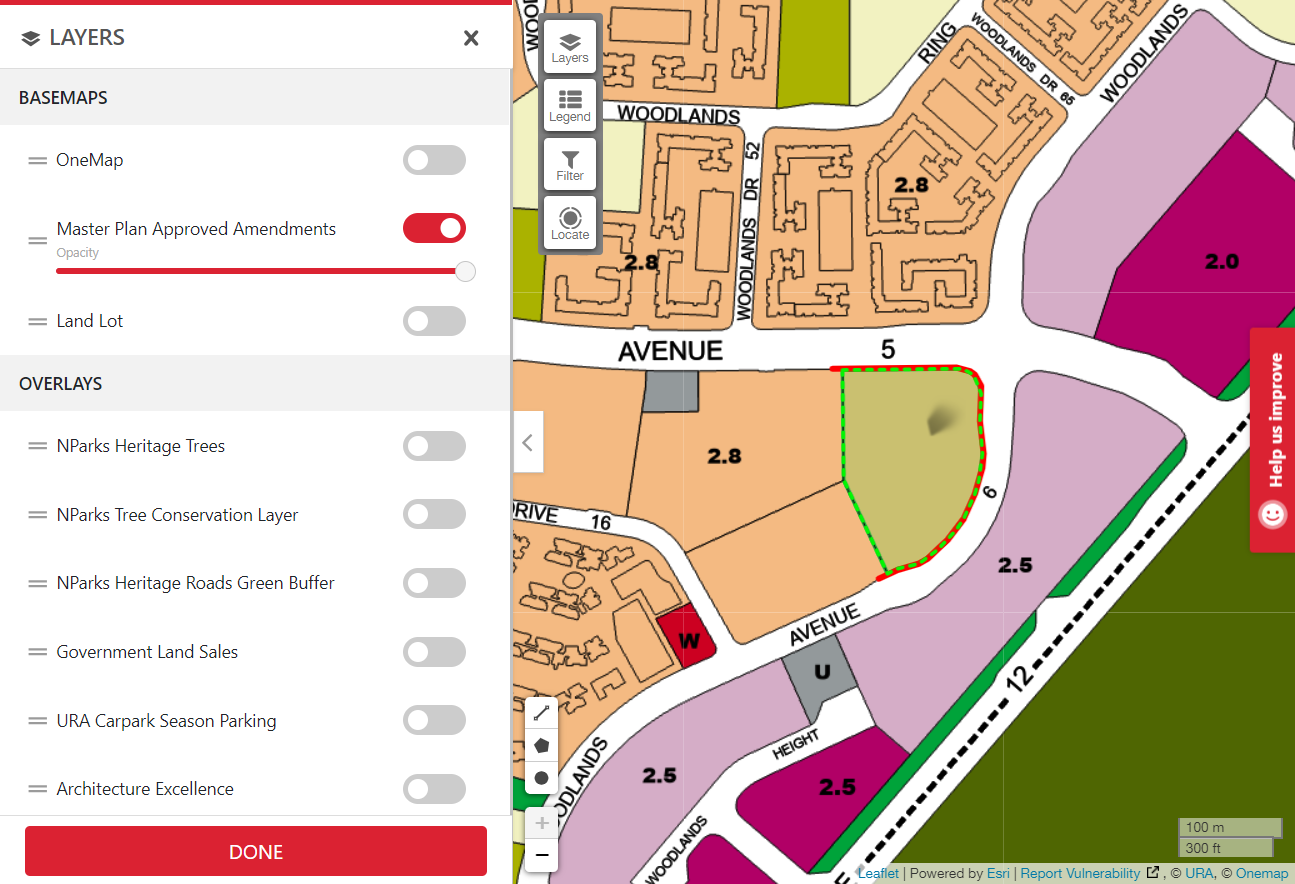 LAYERS
BASEMAPS
OneMap
Master Plan Approved Amendments
Opacity
Land Lot
OVERLAYS
NParks Heritage Trees
NParks Tree Conservation Layer
NParks Heritage Roads Green Buffer
Government Land Sales
URA Carpark Season Parking
Architecture Excellence
DONE
Layers
Legend
Filter
Locate
RING
WOODLANDS DR 65
WOODLANDS
WOODLANDS
WOODLANDS DR 52
2.8
2.8
2.0
AVENUE 5
2.8
6
DRIVE 16
2.5
AVENUE
W
U
12
HEIGHT
2.5
2.5
WOODLANDS
WOODLANDS
Help us improve
100 m
300 ft
Leaflet | Powered by Esri | Report Vulnerability , © URA, © Onemap